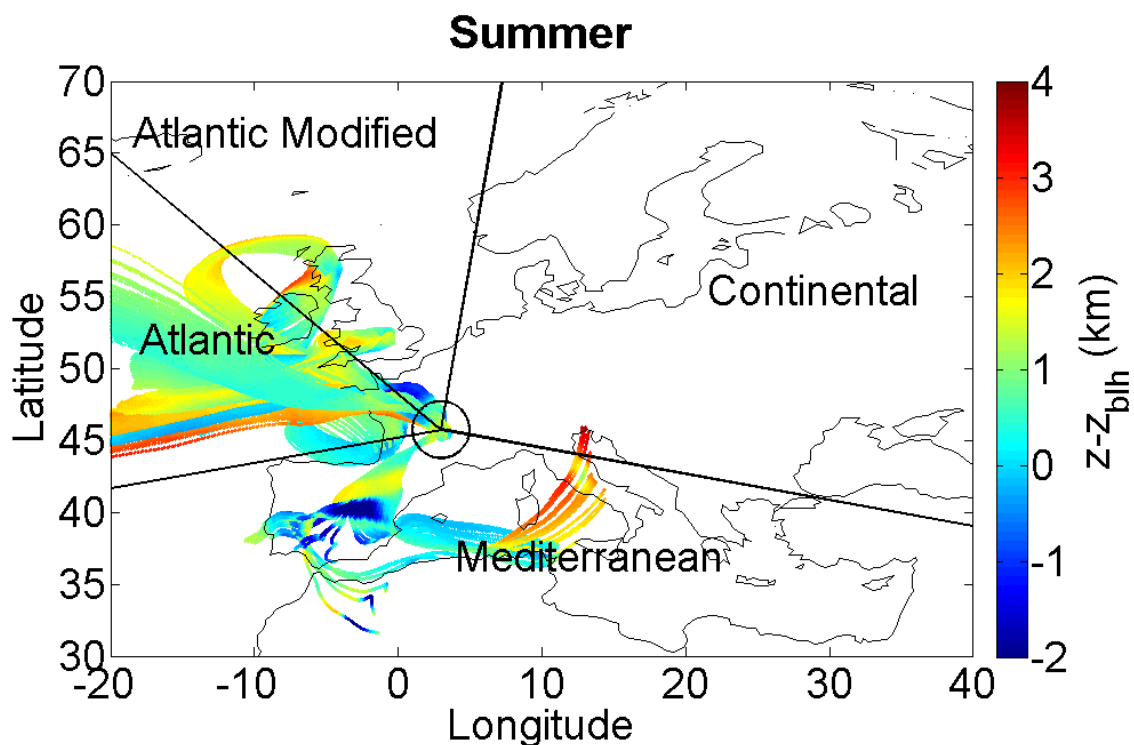 Summer
70
65
60
55
50
45
40
35
30
Latitude
Atlantic Modified
Atlantic
Continental
Mediterranean
-20 -10 0 10 20 30 40
Longitude
4
3
2
1
0
-1
-2
z-z_blh (km)